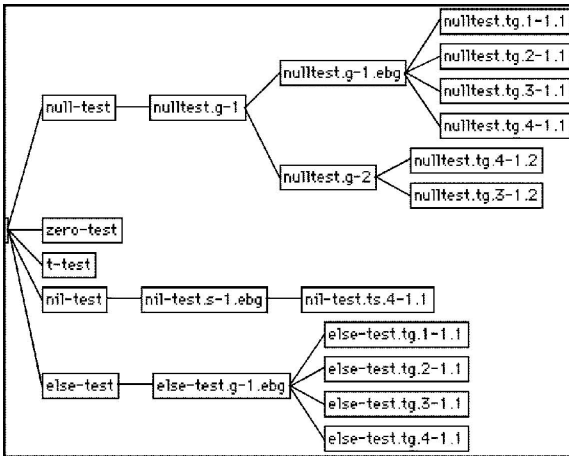 nulltest.tg.1-1.1
nulltest.tg.2-1.1
nulltest.g-1.ebg
nulltest.tg.3-1.1
null-test
nulltest.g-1
nulltest.tg.4-1.1
nulltest.tg.4-1.2
nulltest.g-2
nulltest.tg.3-1.2
zero-test
t-test
nil-test
nil-test.s-1.ebg
nil-test.ts.4-1.1
else-test.tg.1-1.1
else-test.tg.2-1.1
else-test
else-test.g-1.ebg
else-test.tg.3-1.1
else-test.tg.4-1.1